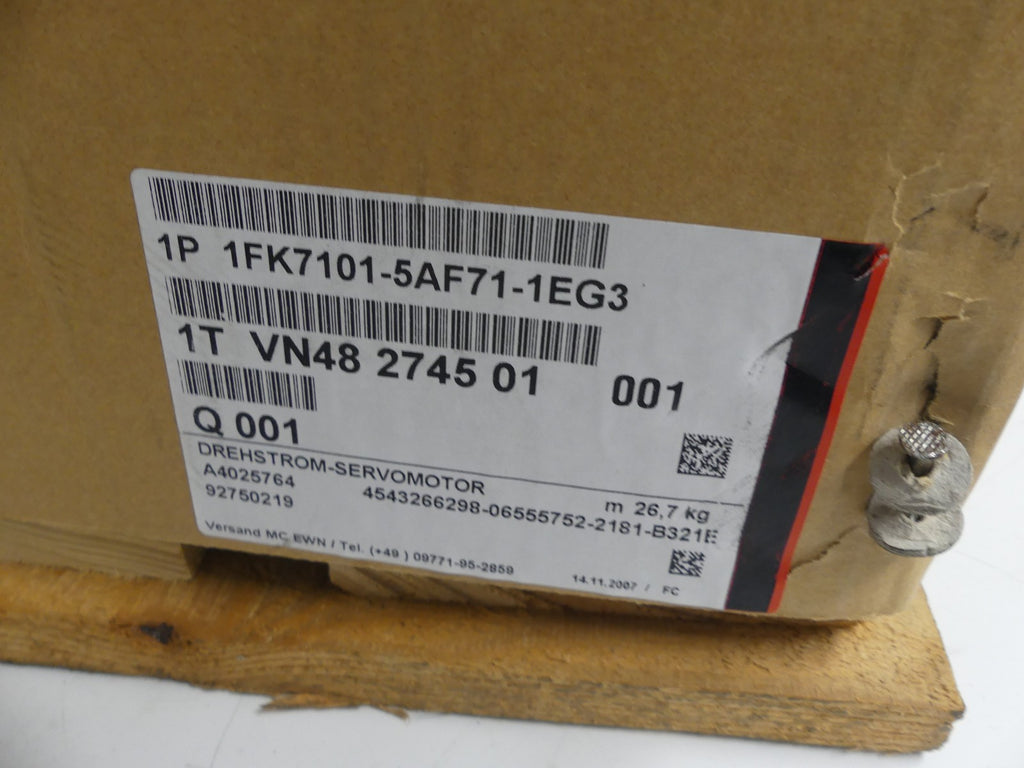 1P 1FK7101-5AF71-1EG3
1T VN48 2745 01 001
Q 001
DREHSTROM-SERVOMOTOR m 26,7 kg
A4025764 4543266298-06555752-2181-B321E
92750219
Versand MC EWN / Tel. (+49 ) 09771-95-2859 14.11.2007 / FC